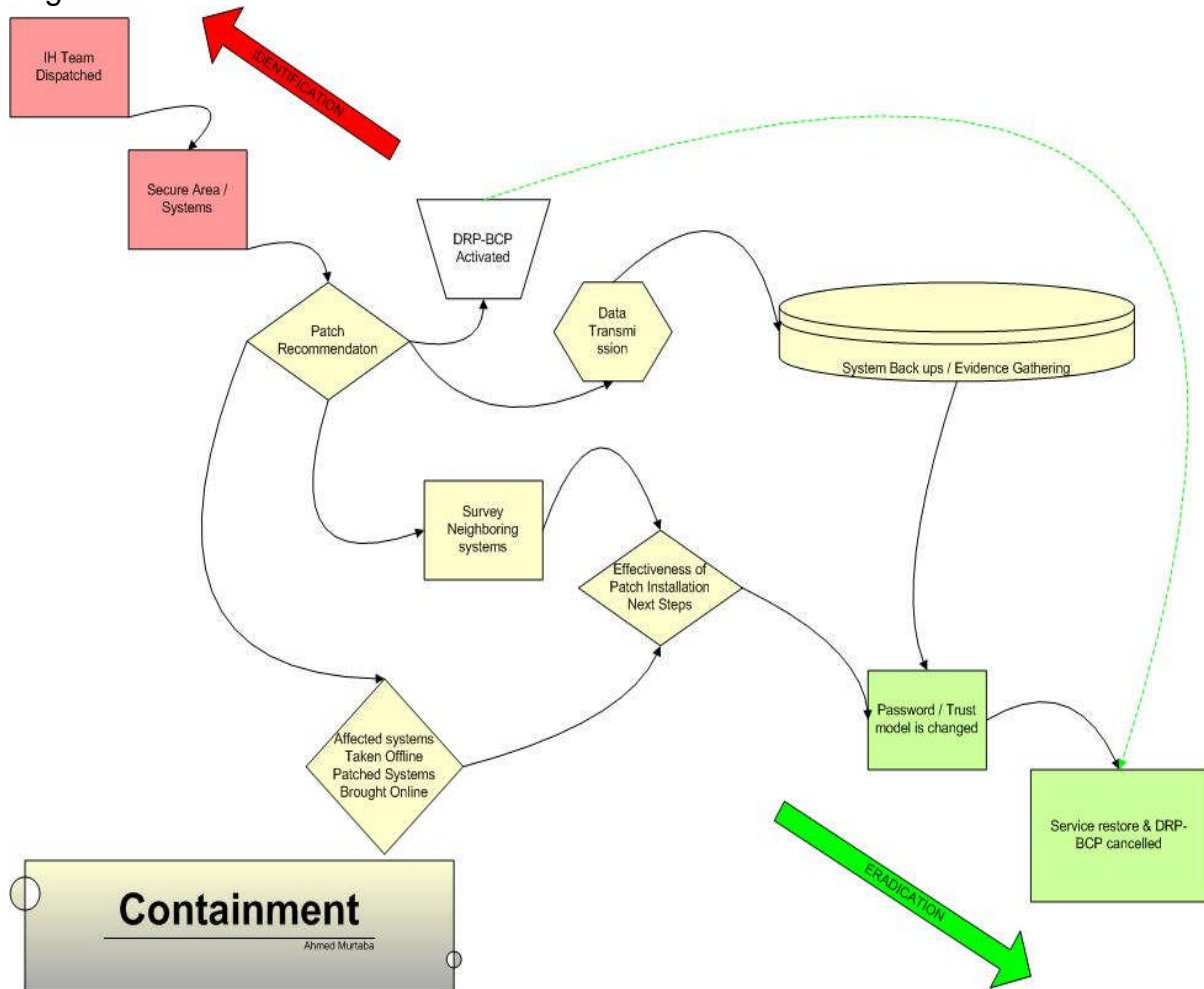 IH Team
Dispatched
IDENTIFICATION
Secure Area /
Systems
DRP-BCP
Activated
Patch
Recommendaton
Data
Transmi
ssion
System Back ups / Evidence Gathering
Survey
Neighboring
systems
Effectiveness of
Patch Installation
Next Steps
Password / Trust
model is changed
Affected systems
Taken Offline
Patched Systems
Brought Online
Service restore & DRP-
BCP cancelled
ERADICATION
Containment
Ahmed Murtaba